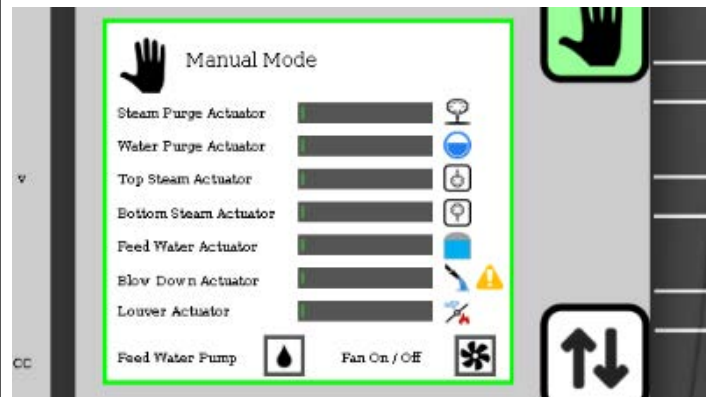 Manual Mode
Steam Purge Actuator
Water Purge Actuator
Top Steam Actuator
Bottom Steam Actuator
Feed Water Actuator
Blow Down Actuator
Louver Actuator
Feed Water Pump Fan On / Off
v
CC